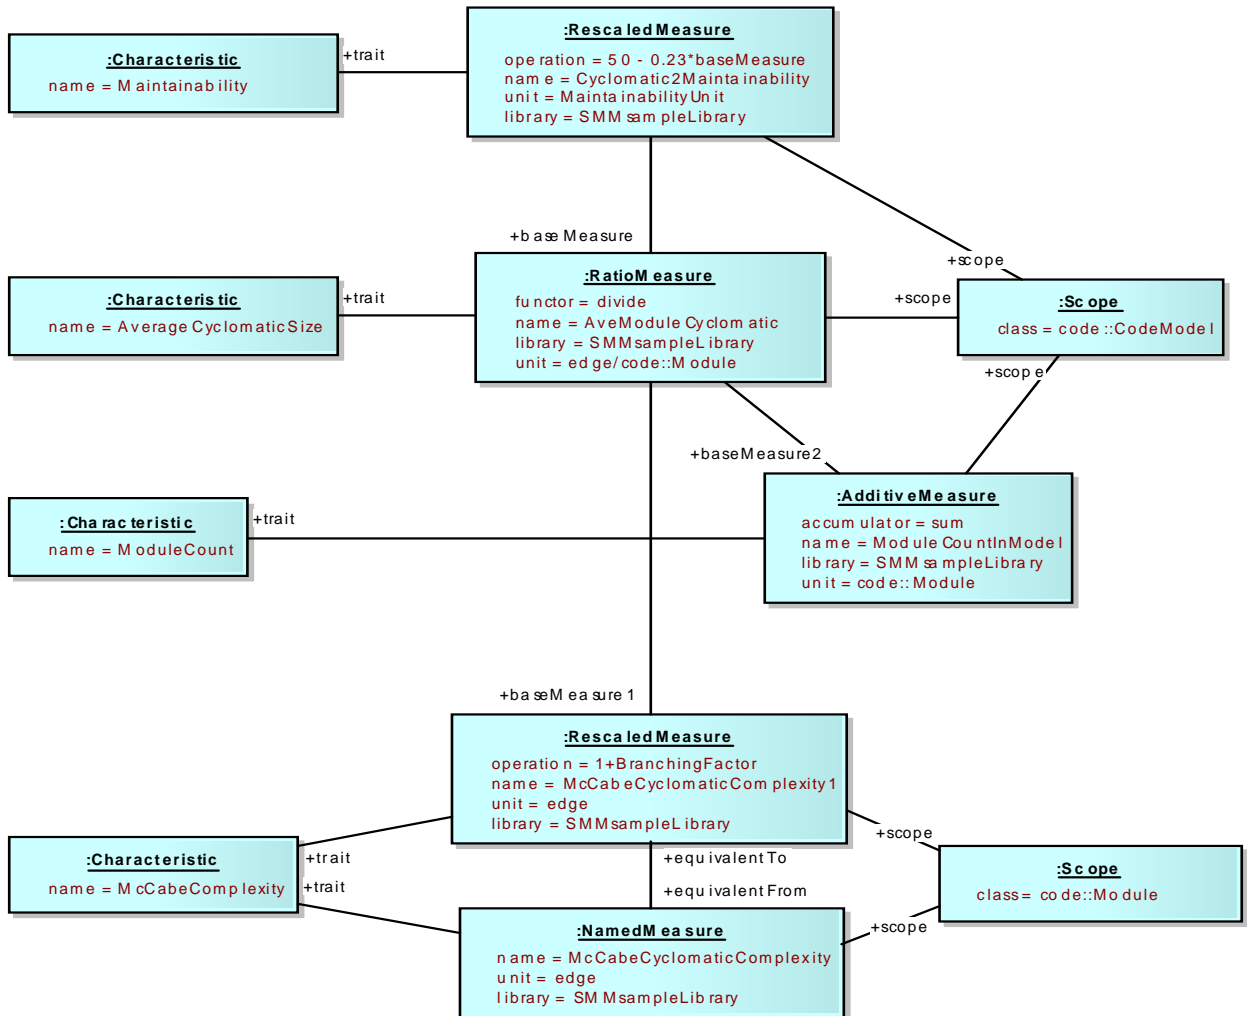 :RescaledMeasure
operation = 50 - 0.23*baseMeasure
name = Cyclomatic2Maintainability
unit = MaintainabilityUnit
library = SMMsampleLibrary
:Characteristic
name = Maintainability
+trait
+baseMeasure
+scope
:RatioMeasure
functor = divide
name = AveModuleCyclomatic
library = SMMsampleLibrary
unit = edge/code::Module
:Characteristic
name = AverageCyclomaticSize
+trait
+scope
:Scope
class = code::CodeModel
+scope
+baseMeasure2
:AdditiveMeasure
accumulator = sum
name = ModuleCountInModel
library = SMMsampleLibrary
unit = code::Module
:Characteristic
name = ModuleCount
+trait
+baseMeasure1
:RescaledMeasure
operation = 1+BranchingFactor
name = McCabeCyclomaticComplexity1
unit = edge
library = SMMsampleLibrary
+scope
:Characteristic
name = McCabeComplexity
+trait
+trait
+equivalentTo
+equivalentFrom
:Scope
class= code::Module
+scope
:NamedMeasure
name = McCabeCyclomaticComplexity
unit = edge
library = SMMsampleLibrary